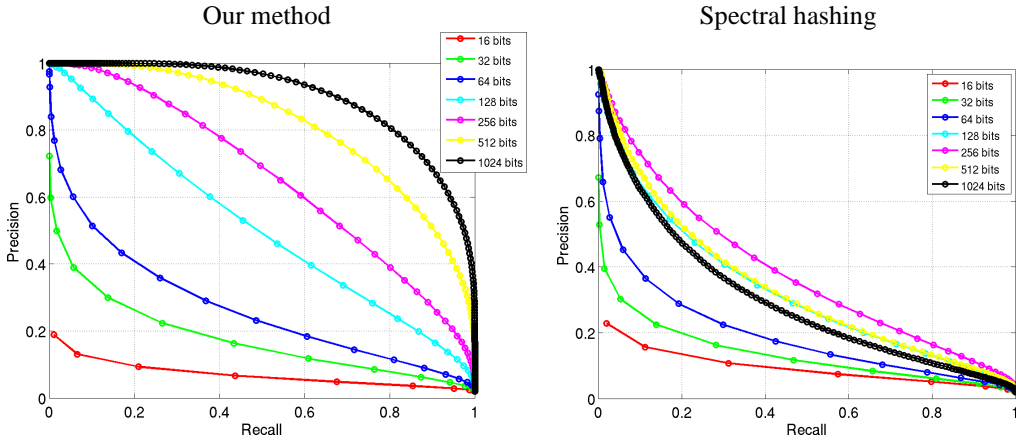 Our method
Spectral hashing
16 bits
32 bits
64 bits
128 bits
256 bits
512 bits
1024 bits
1
0.8
0.6
0.4
0.2
0
0
0.2
0.4
0.6
0.8
1
Precision
Recall
16 bits
32 bits
64 bits
128 bits
256 bits
512 bits
1024 bits
1
0.8
0.6
0.4
0.2
0
0
0.2
0.4
0.6
0.8
1
Precision
Recall